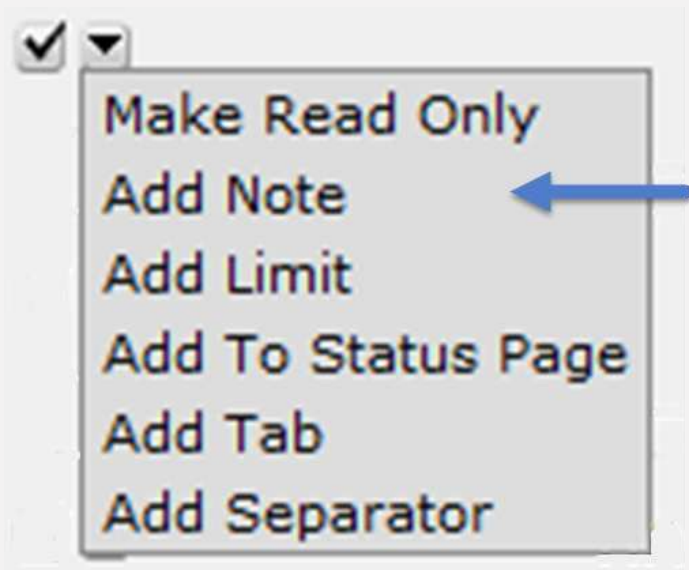 Make Read Only
Add Note
Add Limit
Add To Status Page
Add Tab
Add Separator